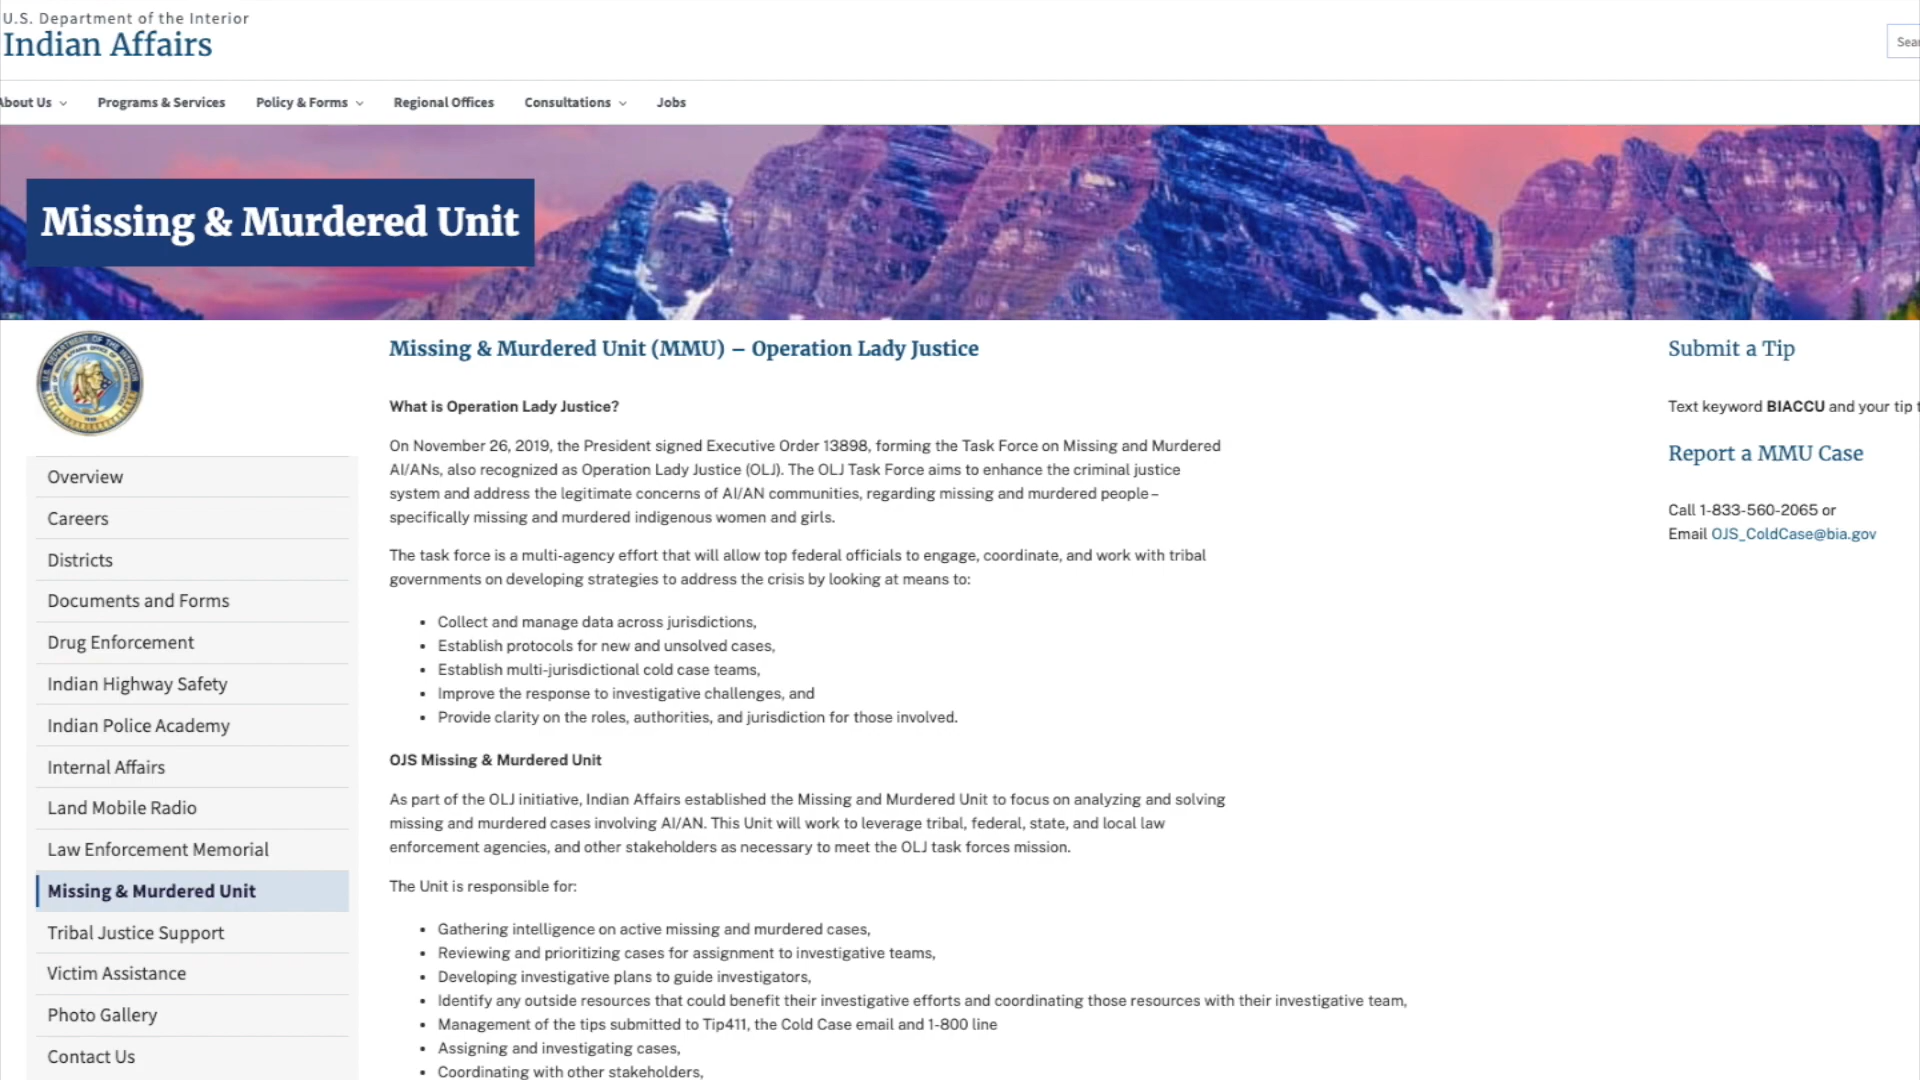 U.S. Department of the Interior
Indian Affairs
About Us
Programs & Services
Policy & Forms
Regional Offices
Consultations
Jobs
Missing & Murdered Unit
Overview
Careers
Districts
Documents and Forms
Drug Enforcement
Indian Highway Safety
Indian Police Academy
Internal Affairs
Land Mobile Radio
Law Enforcement Memorial
Missing & Murdered Unit
Tribal Justice Support
Victim Assistance
Photo Gallery
Contact Us
Missing & Murdered Unit (MMU) – Operation Lady Justice
What is Operation Lady Justice?
On November 26, 2019, the President signed Executive Order 13898, forming the Task Force on Missing and Murdered
AI/ANs, also recognized as Operation Lady Justice (OLJ). The OLJ Task Force aims to enhance the criminal justice
system and address the legitimate concerns of AI/AN communities, regarding missing and murdered people–
specifically missing and murdered indigenous women and girls.
The task force is a multi-agency effort that will allow top federal officials to engage, coordinate, and work with tribal
governments on developing strategies to address the crisis by looking at means to:
• Collect and manage data across jurisdictions,
• Establish protocols for new and unsolved cases,
• Establish multi-jurisdictional cold case teams,
• Improve the response to investigative challenges, and
• Provide clarity on the roles, authorities, and jurisdiction for those involved.
OJS Missing & Murdered Unit
As part of the OLJ initiative, Indian Affairs established the Missing and Murdered Unit to focus on analyzing and solving
missing and murdered cases involving AI/AN. This Unit will work to leverage tribal, federal, state, and local law
enforcement agencies, and other stakeholders as necessary to meet the OLJ task forces mission.
The Unit is responsible for:
• Gathering intelligence on active missing and murdered cases,
• Reviewing and prioritizing cases for assignment to investigative teams,
• Developing investigative plans to guide investigators,
• Identify any outside resources that could benefit their investigative efforts and coordinating those resources with their investigative team,
• Management of the tips submitted to Tip411, the Cold Case email and 1-800 line
• Assigning and investigating cases,
• Coordinating with other stakeholders,
Submit a Tip
Text keyword BIACCU and your tip
Report a MMU Case
Call 1-833-560-2065 or
Email OJS_ColdCase@bia.gov